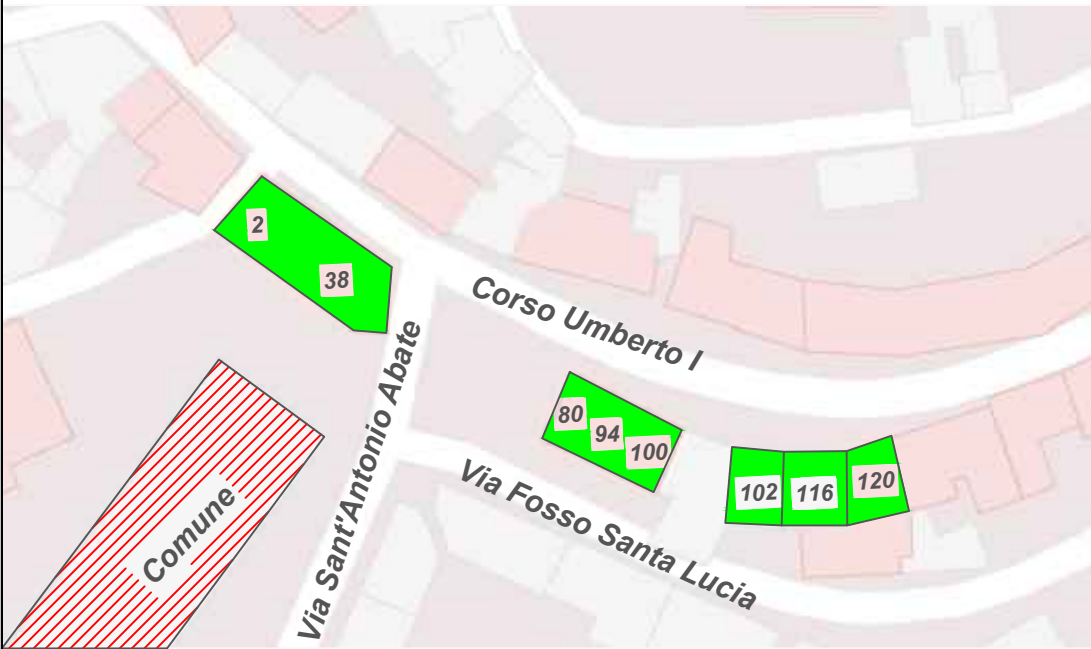 2
38
Corso Umberto I
Via Sant'Antonio Abate
80
94
100
Via Fosso Santa Lucia
102
116
120
Comune